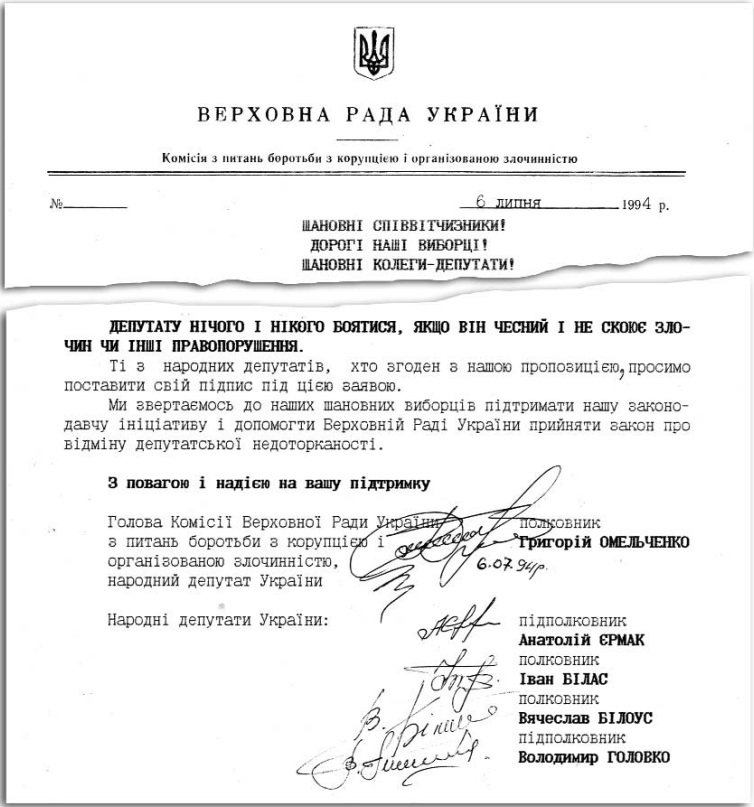 ВЕРХОВНА РАДА УКРАЇНИ
Комісія з питань боротьби з корупцією і організованою злочинністю
№ 6 липня 1994 р.
ШАНОВНІ СПІВВІТЧИЗНИКИ!
ДОРОГІ НАШІ ВИБОРЦІ!
ШАНОВНІ КОЛЕГИ-ДЕПУТАТИ!
ДЕПУТАТУ НІЧОГО І НІКОГО БОЯТИСЯ, ЯКЩО ВІН ЧЕСНИЙ І НЕ СКОЮЄ ЗЛО-
ЧИН ЧИ ІНШІ ПРАВОПОРУШЕННЯ.
Ті з народних депутатів, хто згоден з нашою пропозицією, просимо
поставити свій підпис під цією заявою.
Ми звертаємось до наших шановних виборців підтримати нашу законо-
давчу ініціативу і допомогти Верховній Раді України прийняти закон про
відміну депутатської недоторканості.
З повагою і надією на вашу підтримку
Голова Комісії Верховної Ради України полковник
з питань боротьби з корупцією і Григорій ОМЕЛЬЧЕНКО
організованою злочинністю, 6.07.94р.
народний депутат України
Народні депутати України: підполковник
Анатолій ЄРМАК
полковник
Іван БІЛАС
полковник
Вячеслав БІЛОУС
підполковник
Володимир ГОЛОВКО